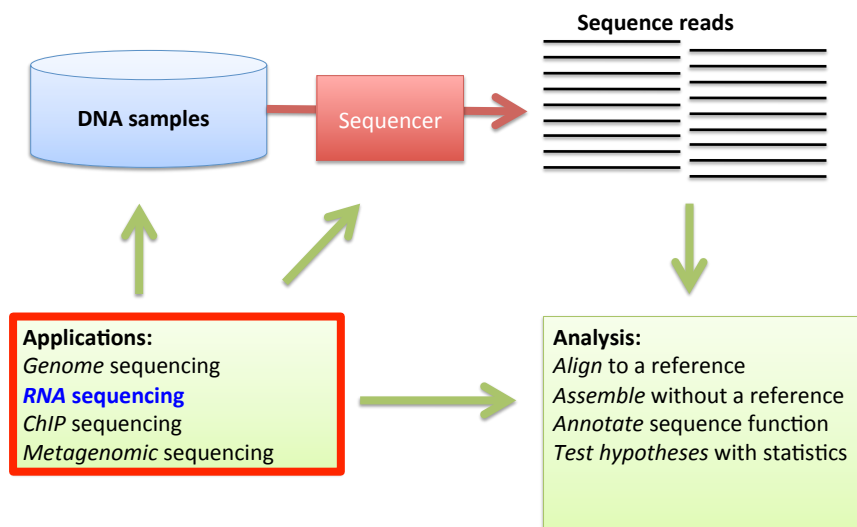 Sequence reads
DNA samples
Sequencer
Applications:
Genome sequencing
RNA sequencing
ChIP sequencing
Metagenomic sequencing
Analysis:
Align to a reference
Assemble without a reference
Annotate sequence function
Test hypotheses with statistics